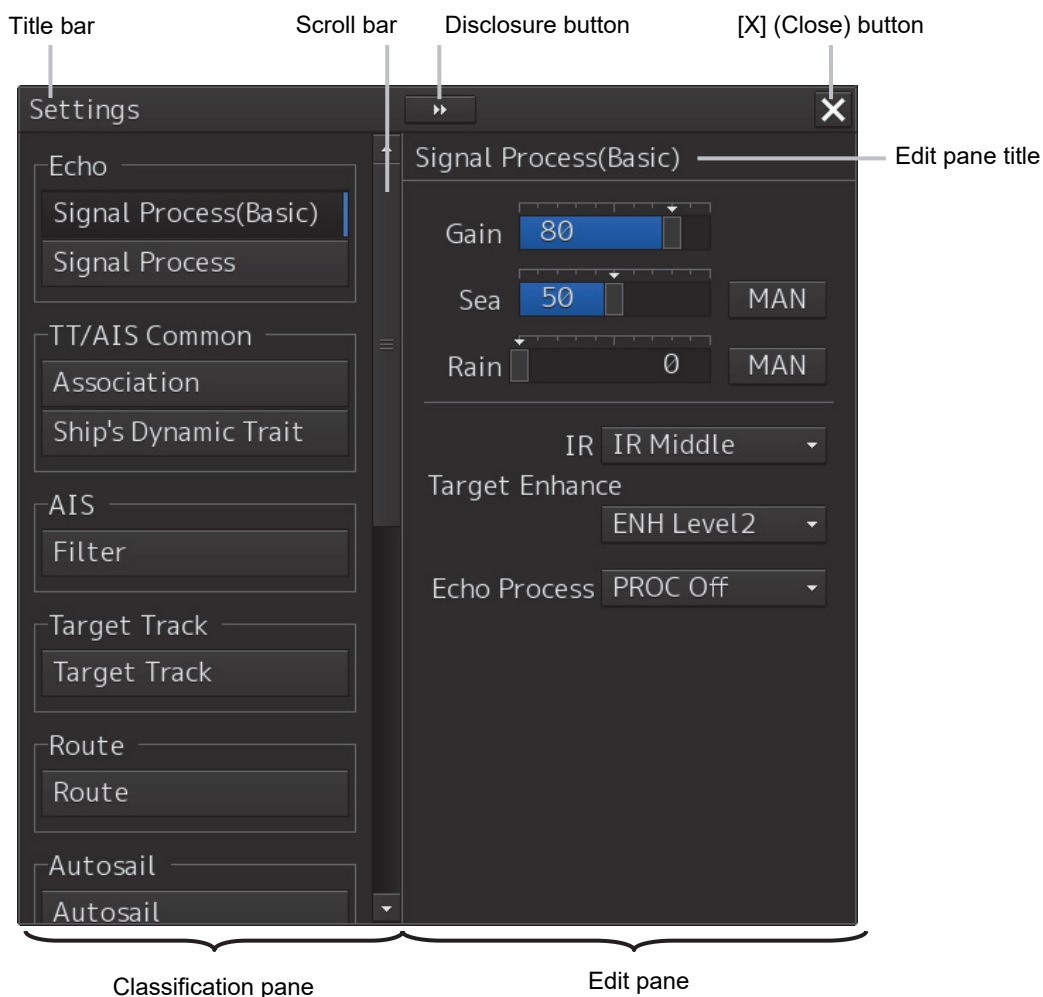 Title bar
Scroll bar
Disclosure button
[X] (Close) button
Settings
Echo
Signal Process(Basic)
Signal Process
TT/AIS Common
Association
Ship's Dynamic Trait
AIS
Filter
Target Track
Target Track
Route
Route
Autosail
Autosail
Signal Process(Basic)
Edit pane title
Gain 80
Sea 50 MAN
Rain 0 MAN
IR IR Middle
Target Enhance
ENH Level2
Echo Process PROC Off
Classification pane
Edit pane